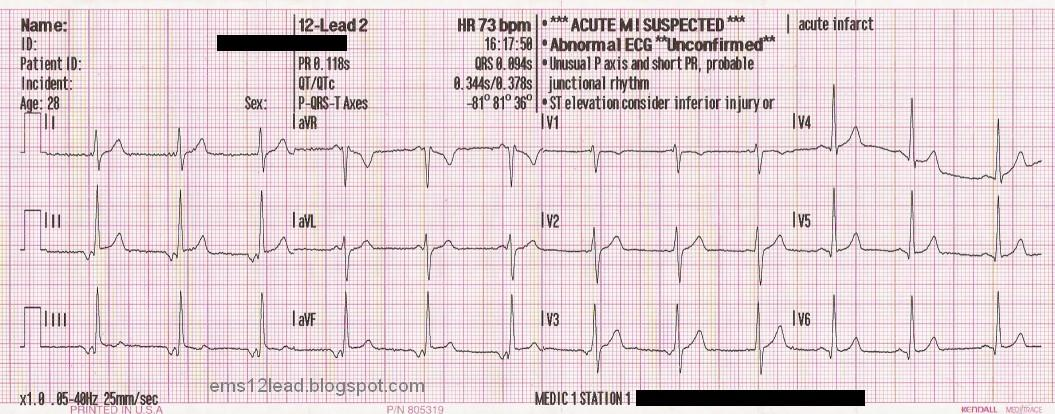 Name: 12-Lead 2 HR 73 bpm • *** ACUTE MI SUSPECTED *** acute infarct
ID: 16:17:50 • Abnormal ECG **Unconfirmed**
Patient ID: PR 0.118s QRS 0.094s • Unusual P axis and short PR, probable
Incident: QT/QTc 0.344s/0.378s junctional rhythm
Age: 28 Sex: P-QRS-T Axes -81° 81° 36° • ST elevation consider inferior injury or
I aVR V1 V4
II aVL V2 V5
III aVF V3 V6
ems12lead.blogspot.com
x1.0 .05-40Hz 25mm/sec MEDIC 1 STATION 1
PRINTED IN U.S.A P/N 805319 KENDALL MEDITRACE